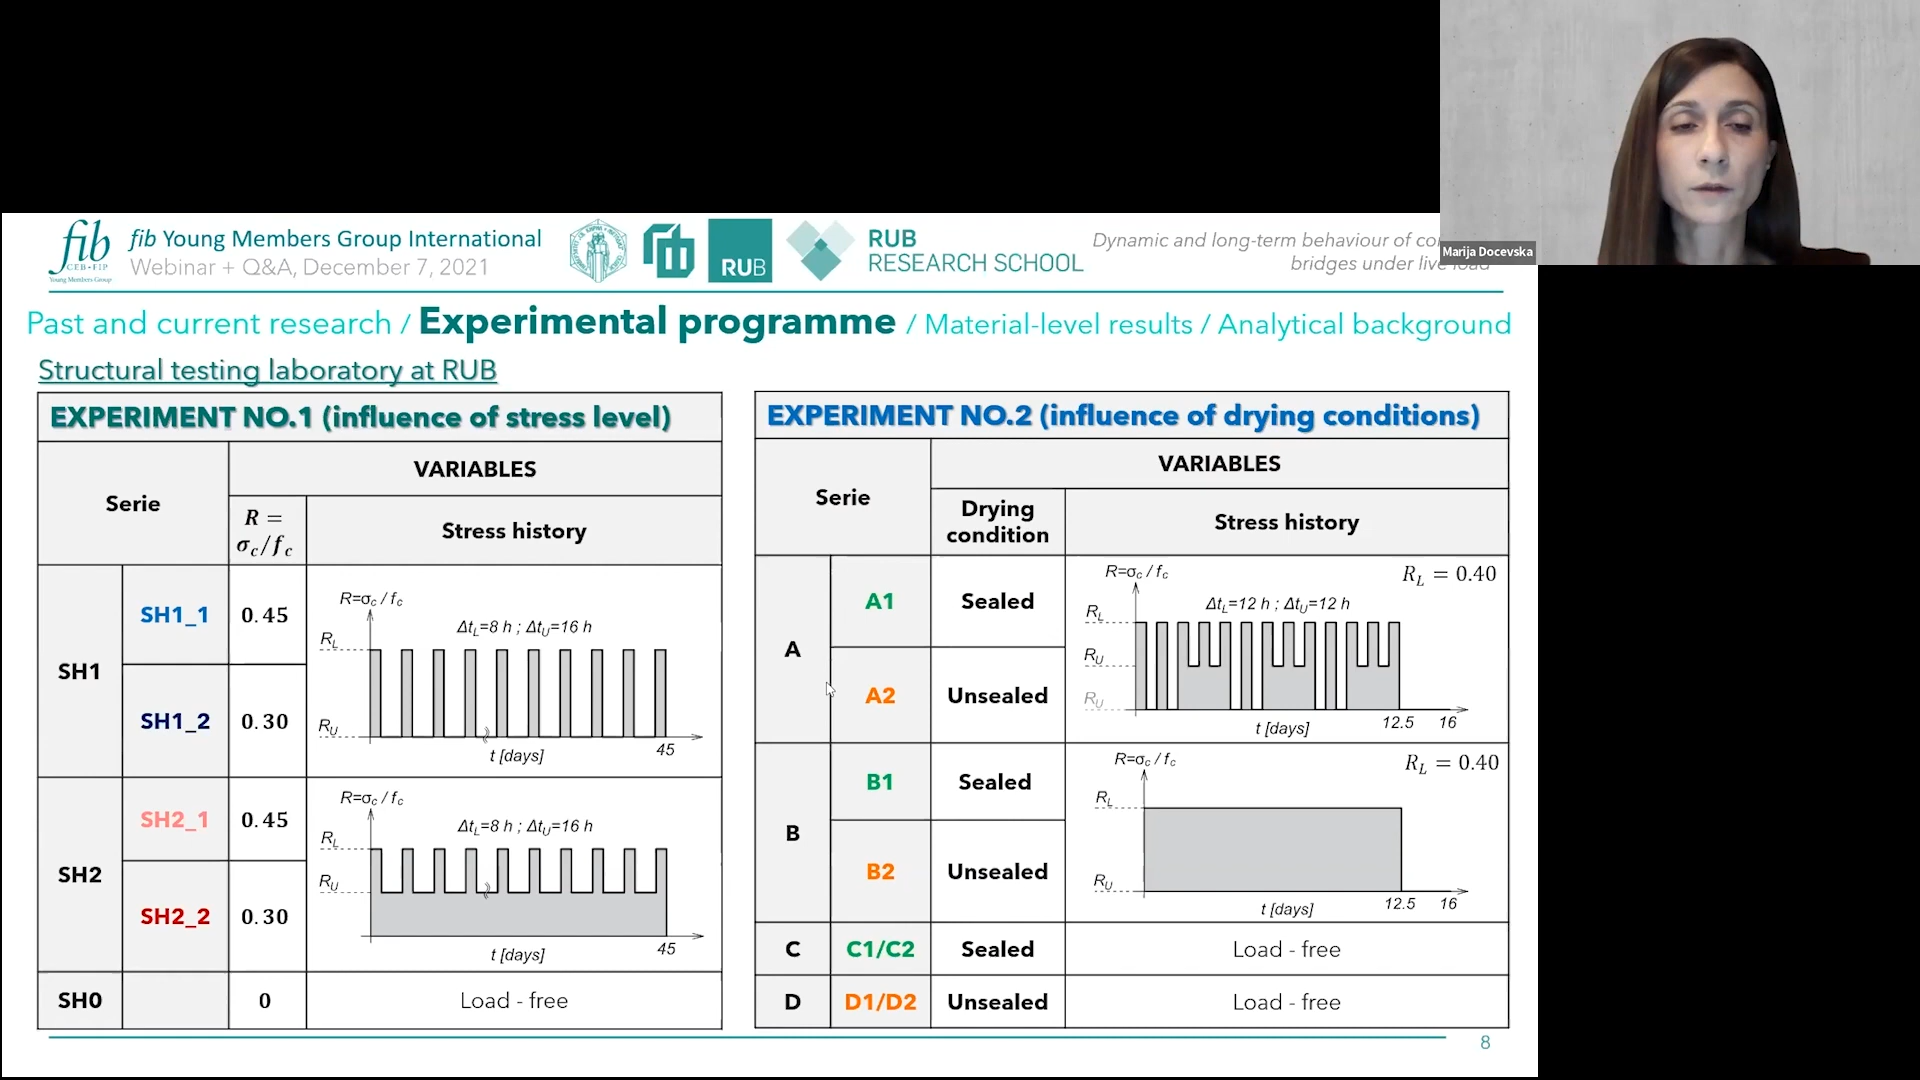 fib
CEB-FIP
Young Members Group
fib Young Members Group International
Webinar + Q&A, December 7, 2021
RUB
RUB
RESEARCH SCHOOL
Dynamic and long-term behaviour of
bridges under live load
Marija Docevska
Past and current research / Experimental programme / Material-level results / Analytical background
Structural testing laboratory at RUB
EXPERIMENT NO.1 (influence of stress level)
Serie
VARIABLES
R = σc/fc
Stress history
SH1
SH1_1
0.45
SH1_2
0.30
R=σc / fc
ΔtL=8 h ; ΔtU=16 h
RL
RU
t [days]
45
SH2
SH2_1
0.45
SH2_2
0.30
R=σc / fc
ΔtL=8 h ; ΔtU=16 h
RL
RU
t [days]
45
SH0
0
Load - free
EXPERIMENT NO.2 (influence of drying conditions)
Serie
VARIABLES
Drying
condition
Stress history
A
A1
Sealed
A2
Unsealed
R=σc / fc
RL = 0.40
ΔtL=12 h ; ΔtU=12 h
RL
RU
RU
t [days]
12.5
16
B
B1
Sealed
B2
Unsealed
R=σc / fc
RL = 0.40
RL
RU
t [days]
12.5
16
C
C1/C2
Sealed
Load - free
D
D1/D2
Unsealed
Load - free
8